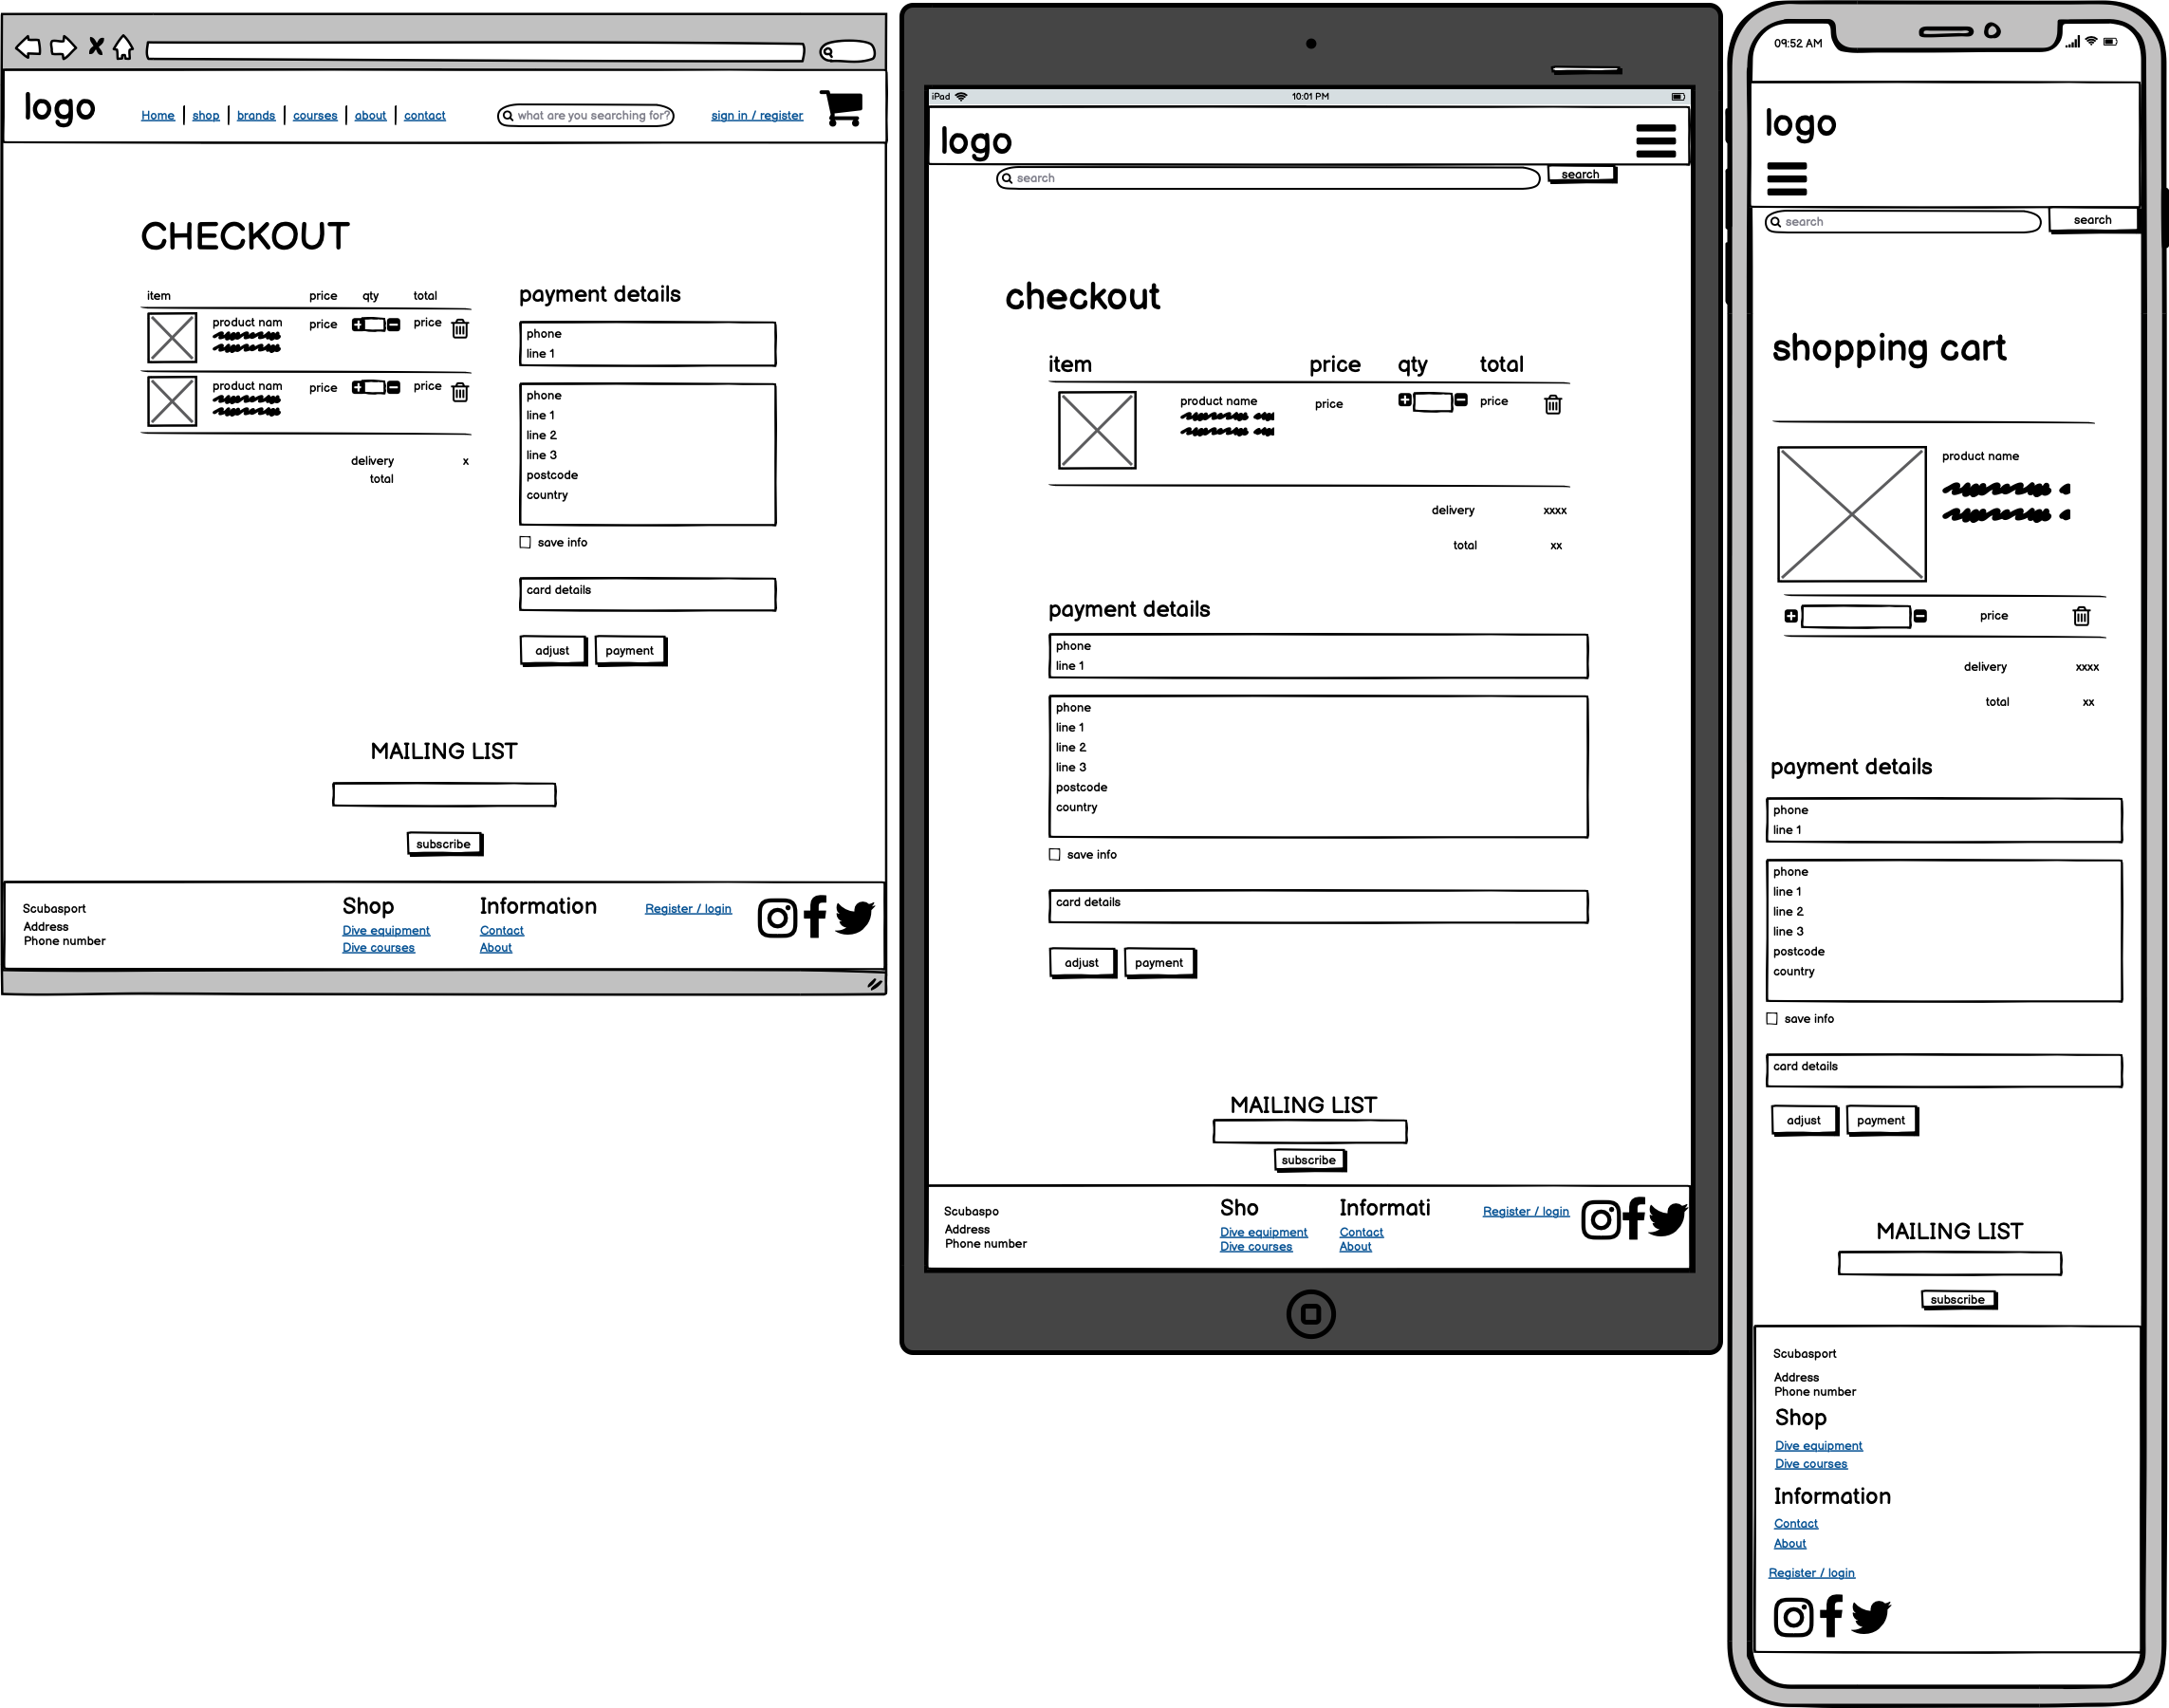 logo
Home | shop | brands | courses | about | contact
what are you searching for?
sign in / register
CHECKOUT
item price qty total
product nam price price
product nam price price
delivery x
total
payment details
phone
line 1
phone
line 1
line 2
line 3
postcode
country
save info
card details
adjust payment
MAILING LIST
subscribe
Scubasport
Address
Phone number
Shop
Dive equipment
Dive courses
Information
Contact
About
Register / login
iPad 10:01 PM
logo
search search
checkout
item price qty total
product name price price
delivery xxxx
total xx
payment details
phone
line 1
phone
line 1
line 2
line 3
postcode
country
save info
card details
adjust payment
MAILING LIST
subscribe
Scubaspo
Address
Phone number
Sho
Dive equipment
Dive courses
Informati
Contact
About
Register / login
09:52 AM
logo
search search
shopping cart
product name
price
delivery xxxx
total xx
payment details
phone
line 1
phone
line 1
line 2
line 3
postcode
country
save info
card details
adjust payment
MAILING LIST
subscribe
Scubasport
Address
Phone number
Shop
Dive equipment
Dive courses
Information
Contact
About
Register / login